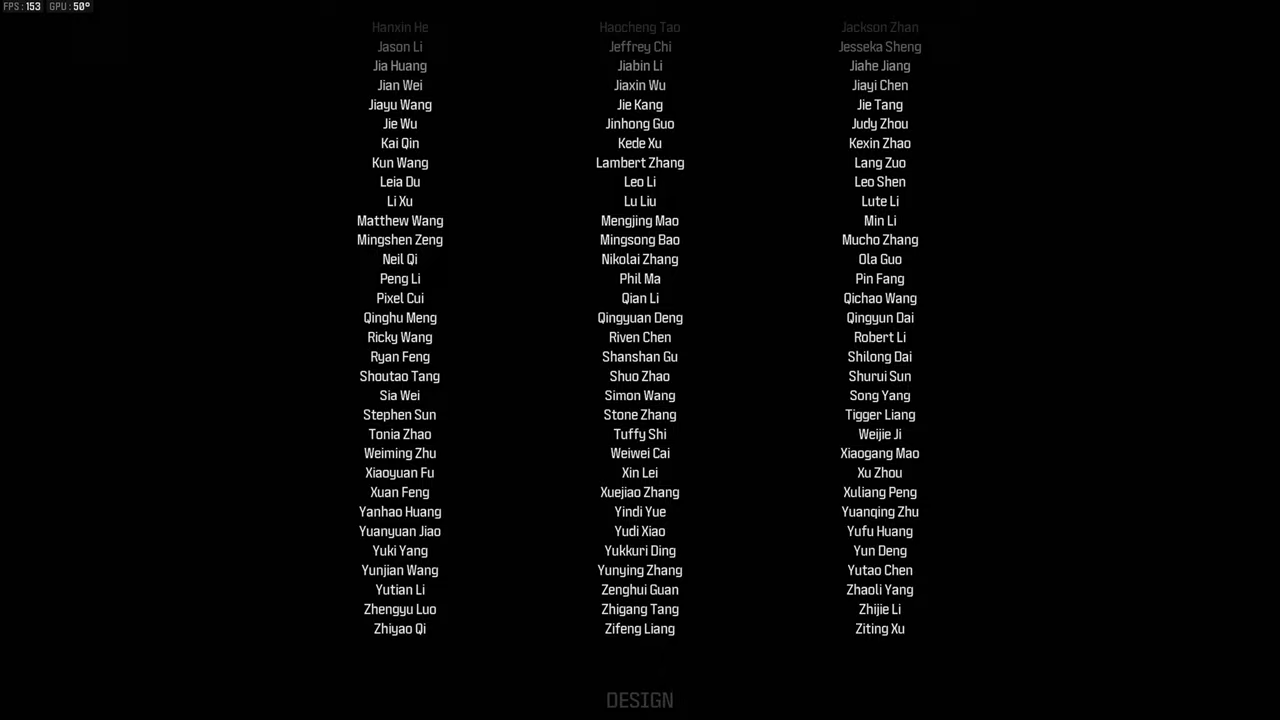 FPS:153 GPU:50°
Hanxin He Haocheng Tao Jackson Zhan
Jason Li Jeffrey Chi Jesseka Sheng
Jia Huang Jiabin Li Jiahe Jiang
Jian Wei Jiaxin Wu Jiayi Chen
Jiayu Wang Jie Kang Jie Tang
Jie Wu Jinhong Guo Judy Zhou
Kai Qin Kede Xu Kexin Zhao
Kun Wang Lambert Zhang Lang Zuo
Leia Du Leo Li Leo Shen
Li Xu Lu Liu Lute Li
Matthew Wang Mengjing Mao Min Li
Mingshen Zeng Mingsong Bao Mucho Zhang
Neil Qi Nikolai Zhang Ola Guo
Peng Li Phil Ma Pin Fang
Pixel Cui Qian Li Qichao Wang
Qinghu Meng Qingyuan Deng Qingyun Dai
Ricky Wang Riven Chen Robert Li
Ryan Feng Shanshan Gu Shilong Dai
Shoutao Tang Shuo Zhao Shurui Sun
Sia Wei Simon Wang Song Yang
Stephen Sun Stone Zhang Tigger Liang
Tonia Zhao Tuffy Shi Weijie Ji
Weiming Zhu Weiwei Cai Xiaogang Mao
Xiaoyuan Fu Xin Lei Xu Zhou
Xuan Feng Xuejiao Zhang Xuliang Peng
Yanhao Huang Yindi Yue Yuanqing Zhu
Yuanyuan Jiao Yudi Xiao Yufu Huang
Yuki Yang Yukkuri Ding Yun Deng
Yunjian Wang Yunying Zhang Yutao Chen
Yutian Li Zenghui Guan Zhaoli Yang
Zhengyu Luo Zhigang Tang Zhijie Li
Zhiyao Qi Zifeng Liang Ziting Xu
DESIGN